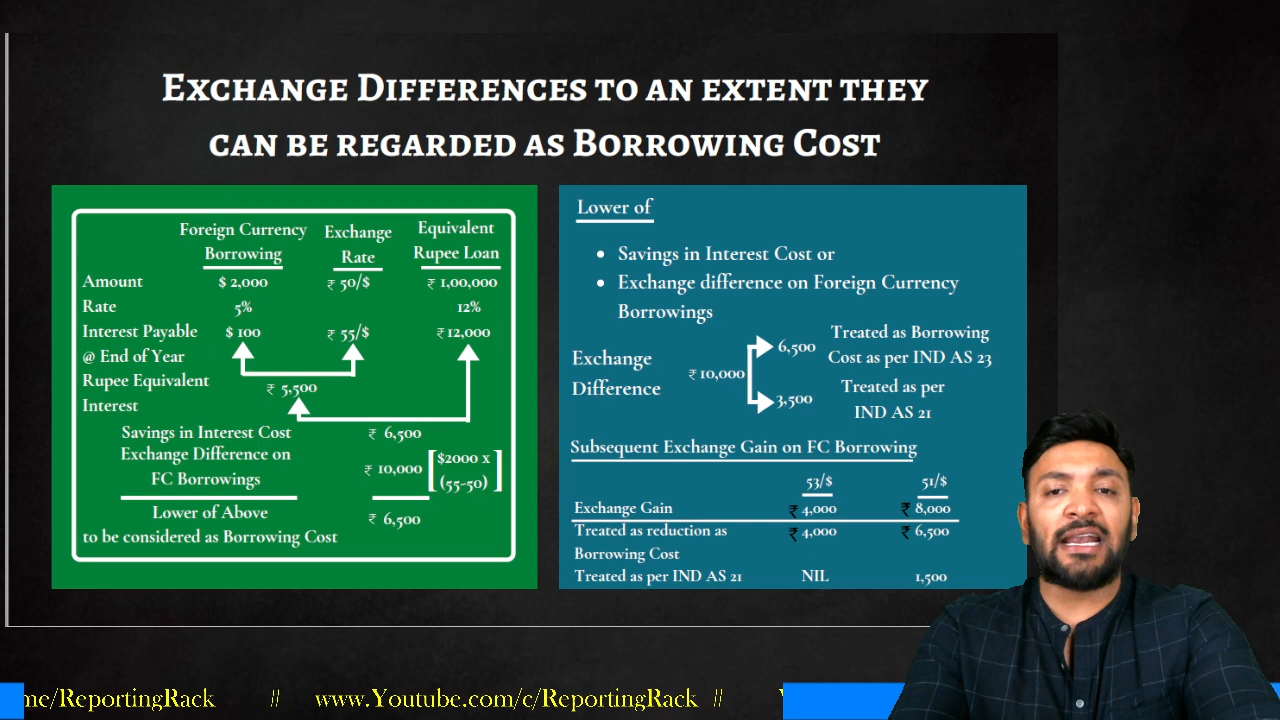 Exchange Differences to an extent they
can be regarded as Borrowing Cost
Foreign Currency Borrowing Exchange Rate Equivalent Rupee Loan
Amount $ 2,000 ₹ 50/$ ₹ 1,00,000
Rate 5% 12%
Interest Payable $ 100 ₹ 55/$ ₹ 12,000
@ End of Year
Rupee Equivalent ₹ 5,500
Interest
Savings in Interest Cost ₹ 6,500
Exchange Difference on
FC Borrowings ₹ 10,000 [$2000 x (55-50)]
Lower of Above ₹ 6,500
to be considered as Borrowing Cost
Lower of
• Savings in Interest Cost or
• Exchange difference on Foreign Currency
Borrowings
Exchange
Difference
₹ 10,000
6,500 Treated as Borrowing
Cost as per IND AS 23
3,500 Treated as per
IND AS 21
Subsequent Exchange Gain on FC Borrowing
53/$ 51/$
Exchange Gain ₹ 4,000 ₹ 8,000
Treated as reduction as ₹ 4,000 ₹ 6,500
Borrowing Cost
Treated as per IND AS 21 NIL 1,500
me/ReportingRack # www.Youtube.com/c/ReportingRack #